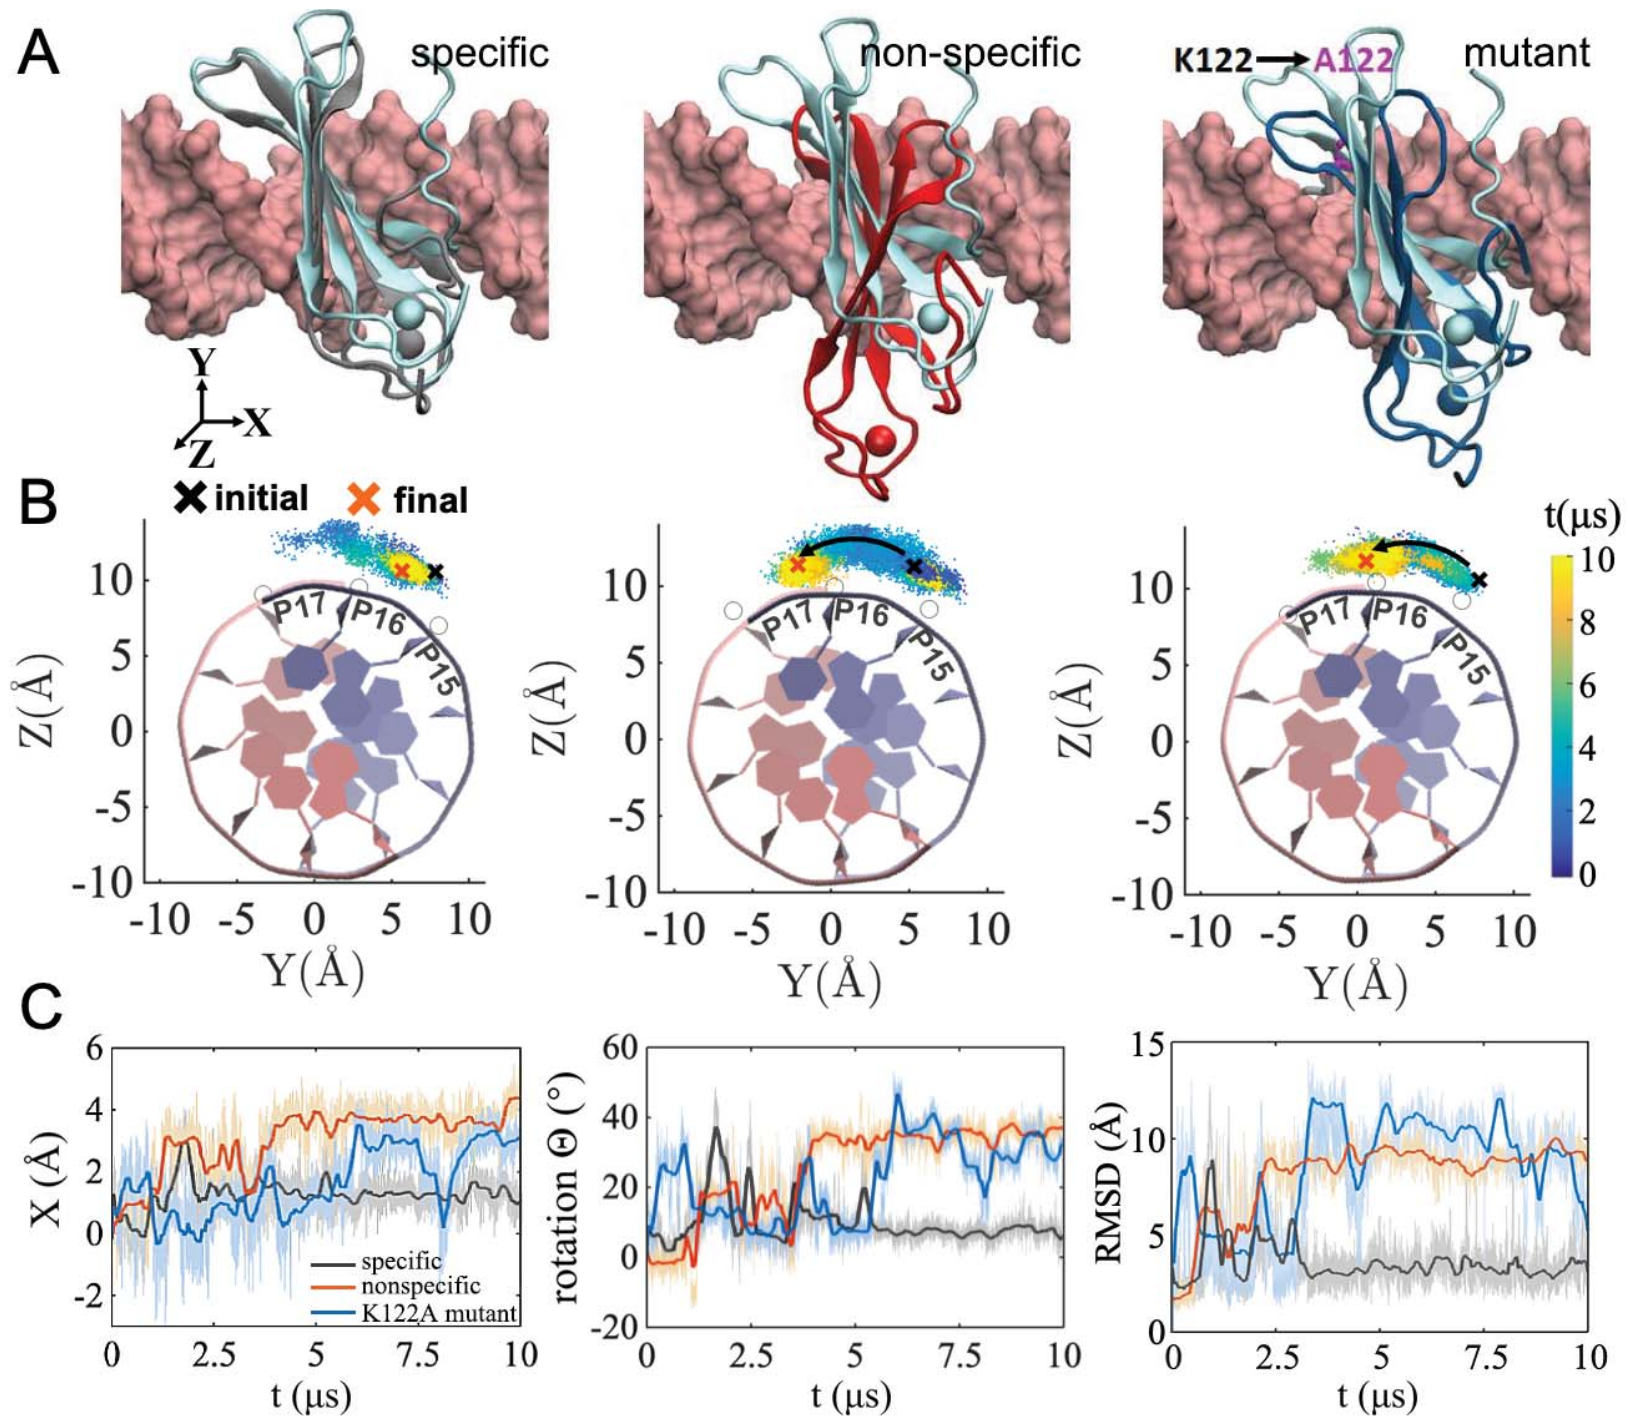 A
specific
non-specific
K122 → A122
mutant
Y
X
Z
B
initial
final
t(μs)
10
8
6
4
2
0
10
5
0
-5
-10
Z(Å)
P17
P16
P15
-10 -5 0 5 10
Y(Å)
10
5
0
-5
-10
Z(Å)
P17
P16
P15
-10 -5 0 5 10
Y(Å)
10
5
0
-5
-10
Z(Å)
P17
P16
P15
-10 -5 0 5 10
Y(Å)
C
6
4
2
0
-2
X (Å)
specific
nonspecific
K122A mutant
0 2.5 5 7.5 10
t (μs)
60
40
20
0
-20
rotation Θ (°)
0 2.5 5 7.5 10
t (μs)
15
10
5
0
RMSD (Å)
0 2.5 5 7.5 10
t (μs)